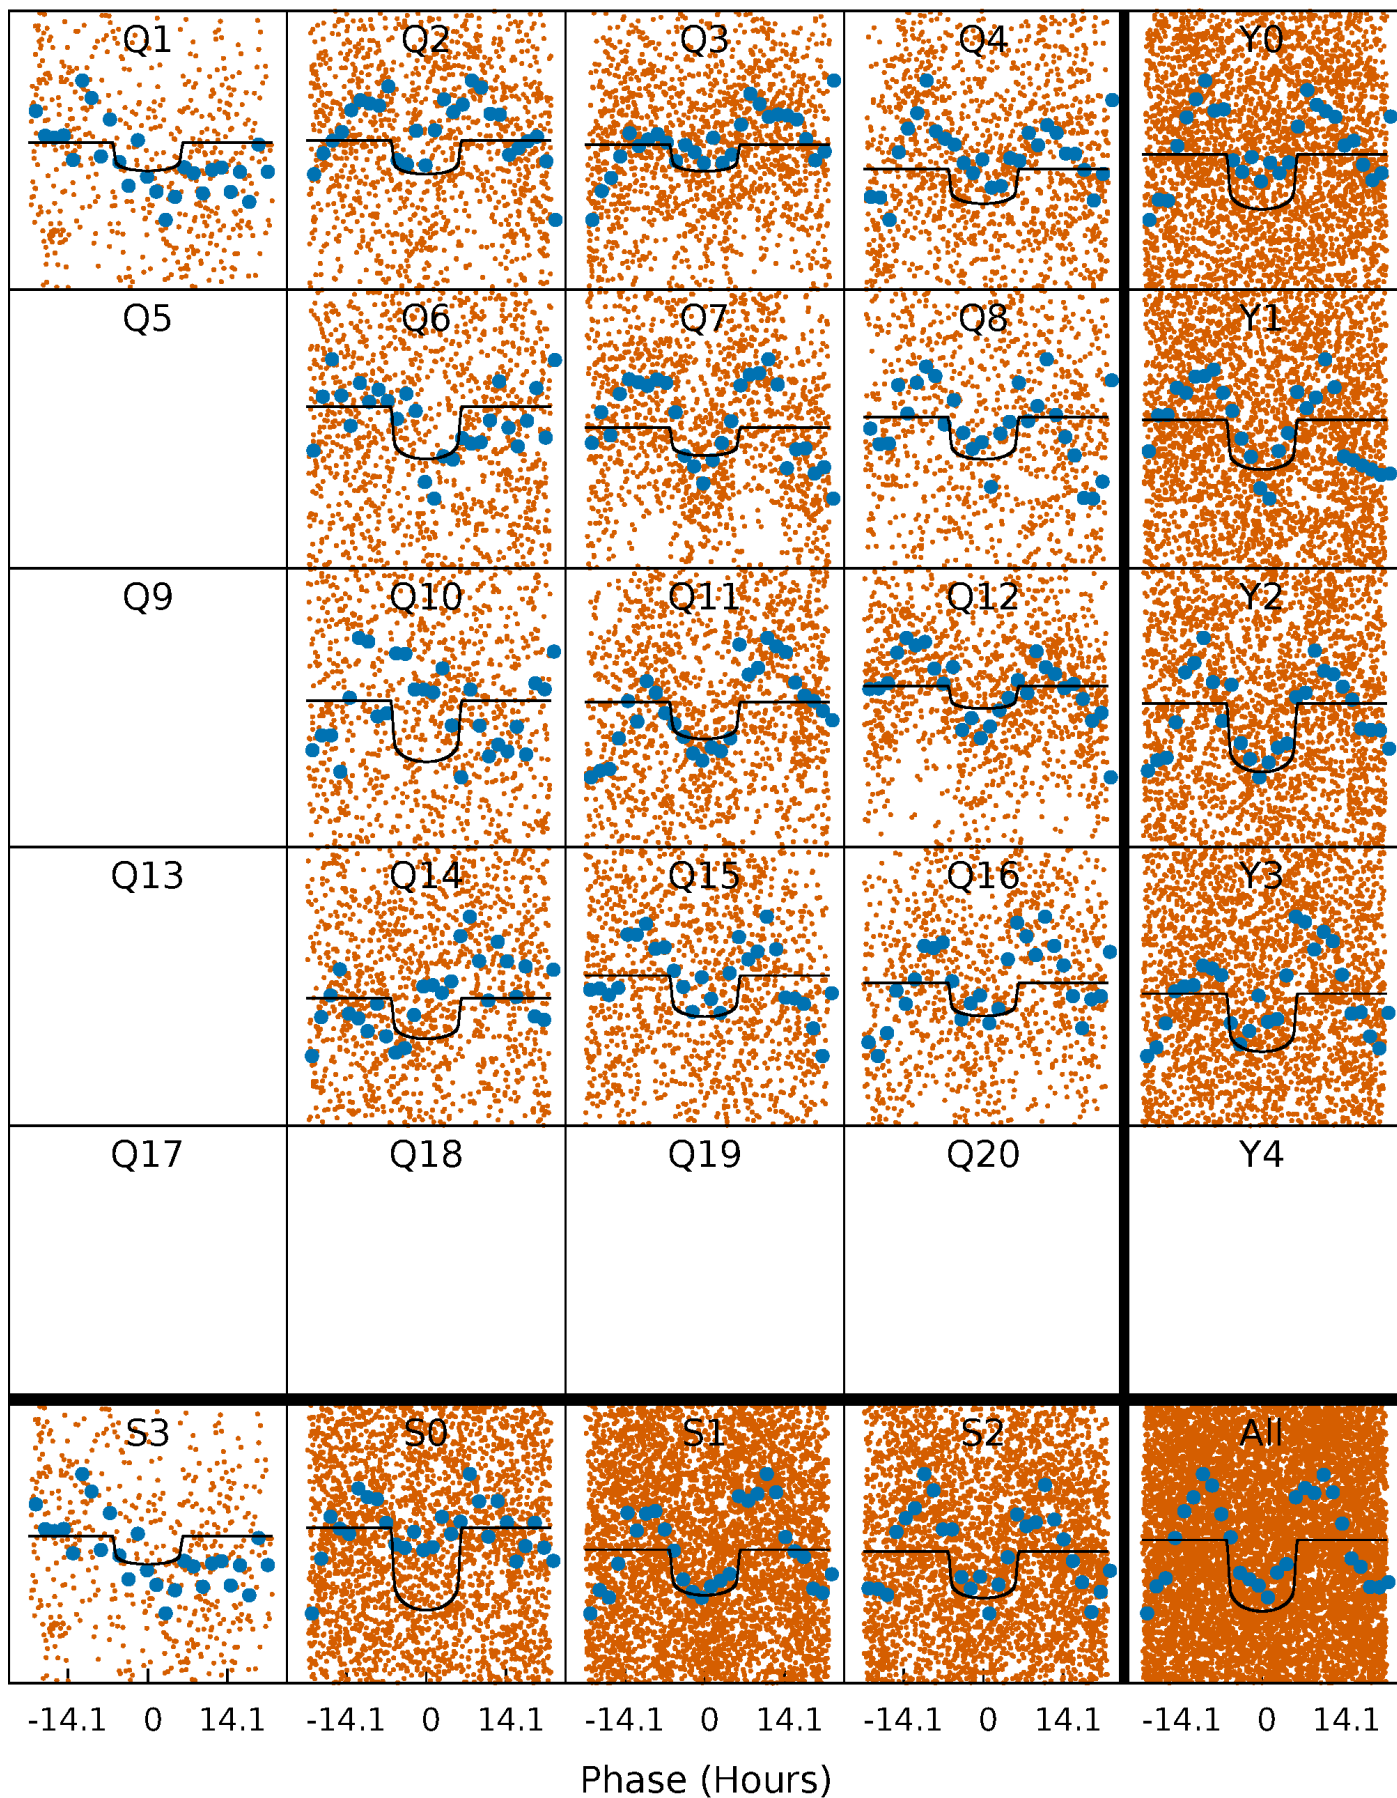 Q1 Q2 Q3 Q4 Y0
Q5 Q6 Q7 Q8 Y1
Q9 Q10 Q11 Q12 Y2
Q13 Q14 Q15 Q16 Y3
Q17 Q18 Q19 Q20 Y4
S3 S0 S1 S2 All
-14.1 0 14.1 -14.1 0 14.1 -14.1 0 14.1 -14.1 0 14.1 -14.1 0 14.1
Phase (Hours)